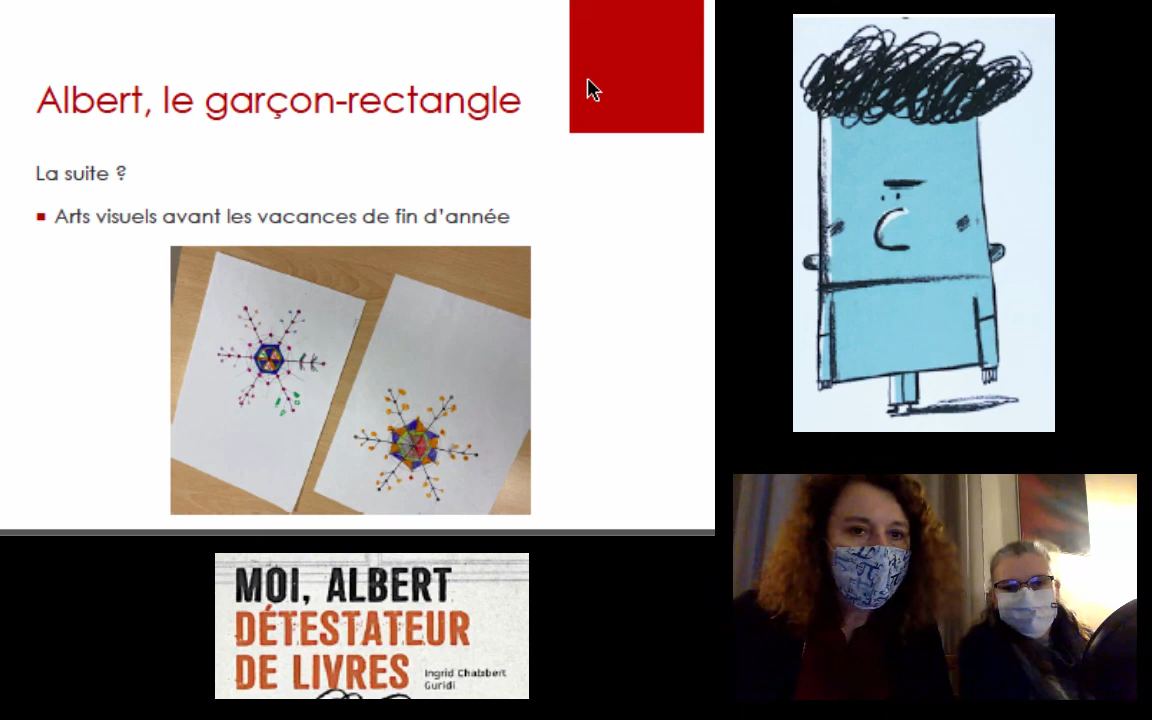 Albert, le garçon-rectangle
La suite ?
Arts visuels avant les vacances de fin d'année
MOI, ALBERT
DÉTESTATEUR
DE LIVRES
Ingrid Chabbert
Guridi